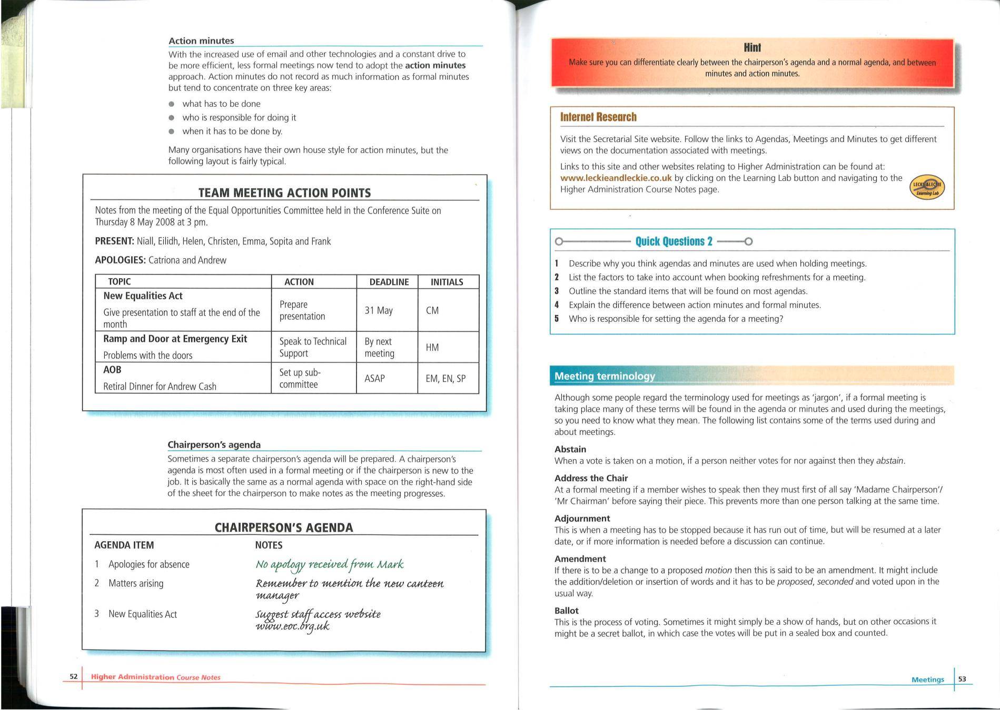 Action minutes
With the increased use of email and other technologies and a constant drive to
be more efficient, less formal meetings now tend to adopt the action minutes
approach. Action minutes do not record as much information as formal minutes
but tend to concentrate on three key areas:
● what has to be done
● who is responsible for doing it
● when it has to be done by.
Many organisations have their own house style for action minutes, but the
following layout is fairly typical.
TEAM MEETING ACTION POINTS
Notes from the meeting of the Equal Opportunities Committee held in the Conference Suite on
Thursday 8 May 2008 at 3 pm.
PRESENT: Niall, Eilidh, Helen, Christen, Emma, Sopita and Frank
APOLOGIES: Catriona and Andrew
TOPIC ACTION DEADLINE INITIALS
New Equalities Act
Give presentation to staff at the end of the
month
Prepare
presentation
31 May
CM
Ramp and Door at Emergency Exit
Problems with the doors
Speak to Technical
Support
By next
meeting
HM
AOB
Retiral Dinner for Andrew Cash
Set up sub-
committee
ASAP
EM, EN, SP
Chairperson's agenda
Sometimes a separate chairperson's agenda will be prepared. A chairperson's
agenda is most often used in a formal meeting or if the chairperson is new to the
job. It is basically the same as a normal agenda with space on the right-hand side
of the sheet for the chairperson to make notes as the meeting progresses.
CHAIRPERSON'S AGENDA
AGENDA ITEM NOTES
1 Apologies for absence No apology received from Mark
2 Matters arising Remember to mention the new canteen
manager
3 New Equalities Act Suggest staff access website
www.eoc.org.uk
52 Higher Administration Course Notes
Hint
Make sure you can differentiate clearly between the chairperson's agenda and a normal agenda, and between
minutes and action minutes.
Internet Research
Visit the Secretarial Site website. Follow the links to Agendas, Meetings and Minutes to get different
views on the documentation associated with meetings.
Links to this site and other websites relating to Higher Administration can be found at:
www.leckieandleckie.co.uk by clicking on the Learning Lab button and navigating to the
Higher Administration Course Notes page.
LECKIE&LECKIE
Learning Lab
Quick Questions 2
1 Describe why you think agendas and minutes are used when holding meetings.
2 List the factors to take into account when booking refreshments for a meeting.
3 Outline the standard items that will be found on most agendas.
4 Explain the difference between action minutes and formal minutes.
5 Who is responsible for setting the agenda for a meeting?
Meeting terminology
Although some people regard the terminology used for meetings as 'jargon', if a formal meeting is
taking place many of these terms will be found in the agenda or minutes and used during the meetings,
so you need to know what they mean. The following list contains some of the terms used during and
about meetings.
Abstain
When a vote is taken on a motion, if a person neither votes for nor against then they abstain.
Address the Chair
At a formal meeting if a member wishes to speak then they must first of all say 'Madame Chairperson'/
'Mr Chairman' before saying their piece. This prevents more than one person talking at the same time.
Adjournment
This is when a meeting has to be stopped because it has run out of time, but will be resumed at a later
date, or if more information is needed before a discussion can continue.
Amendment
If there is to be a change to a proposed motion then this is said to be an amendment. It might include
the addition/deletion or insertion of words and it has to be proposed, seconded and voted upon in the
usual way.
Ballot
This is the process of voting. Sometimes it might simply be a show of hands, but on other occasions it
might be a secret ballot, in which case the votes will be put in a sealed box and counted.
Meetings 53